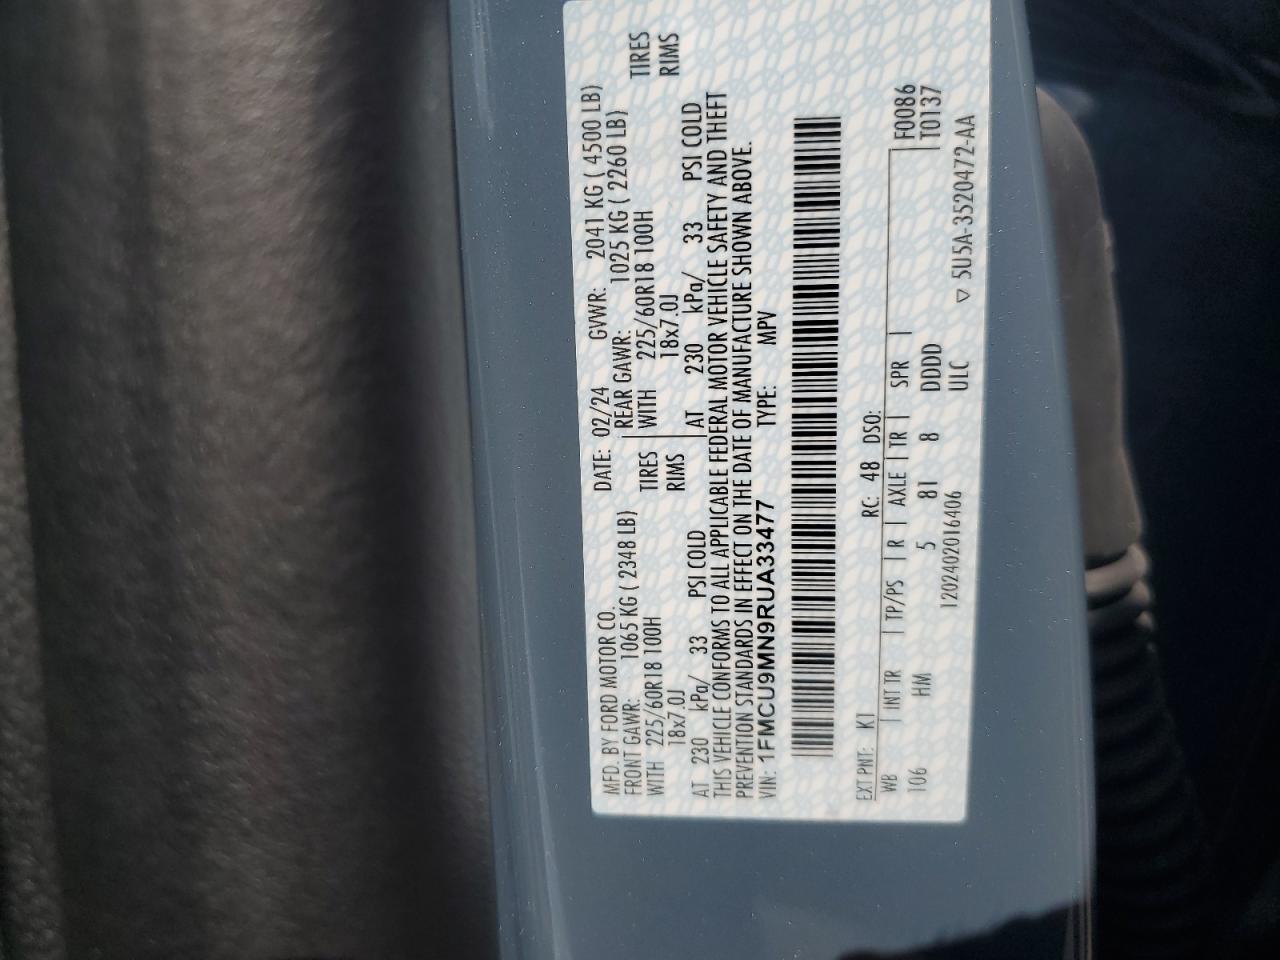 MFD. BY FORD MOTOR CO. DATE: 02/24 GVWR: 2041 KG ( 4500 LB)
FRONT GAWR: 1065 KG ( 2348 LB) REAR GAWR: 1025 KG ( 2260 LB)
WITH 225/60R18 100H TIRES WITH 225/60R18 100H TIRES
18x7.0J RIMS 18x7.0J RIMS
AT 230 kPa/ 33 PSI COLD AT 230 kPa/ 33 PSI COLD
THIS VEHICLE CONFORMS TO ALL APPLICABLE FEDERAL MOTOR VEHICLE SAFETY AND THEFT
PREVENTION STANDARDS IN EFFECT ON THE DATE OF MANUFACTURE SHOWN ABOVE.
VIN: 1FMCU9MN9RUA33477 TYPE: MPV
EXT PNT: K1 RC: 48 DSO:
WB INT TR TP/PS R AXLE TR SPR F0086
106 HM 5 81 8 DDDD T0137
1202402016406 ULC ▽ 5U5A-3520472-AA